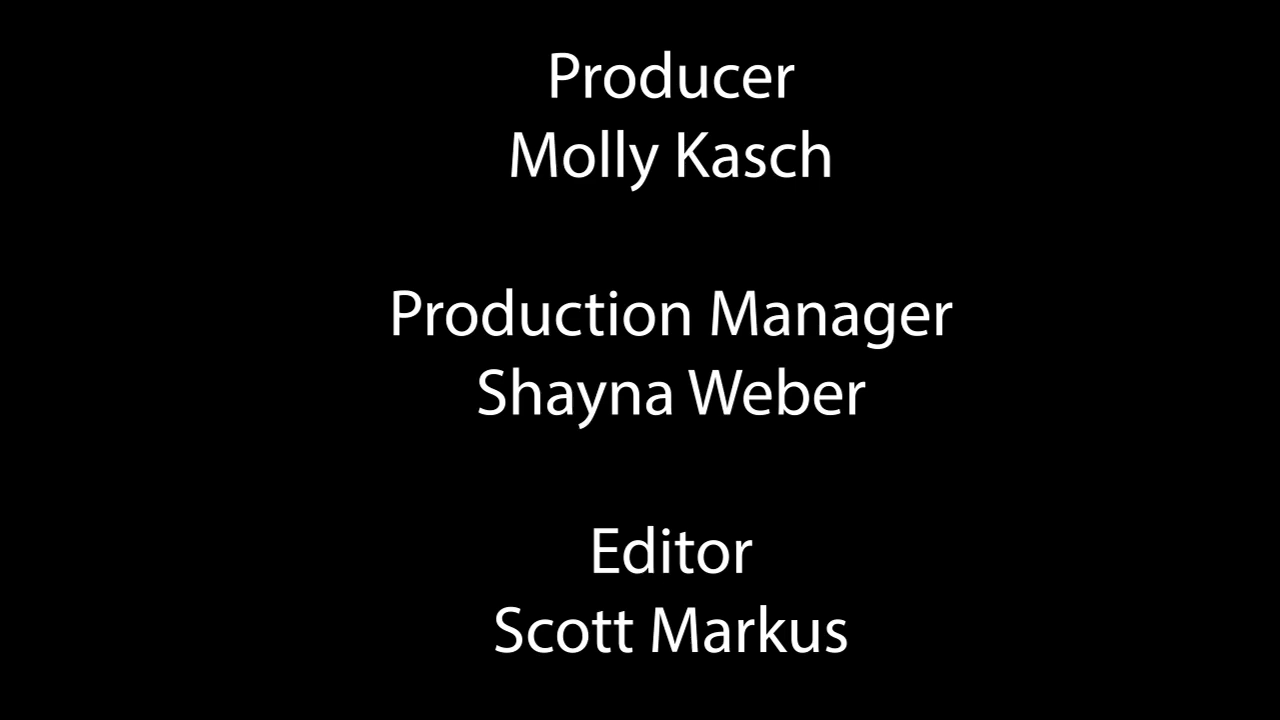 Producer
Molly Kasch
Production Manager
Shayna Weber
Editor
Scott Markus